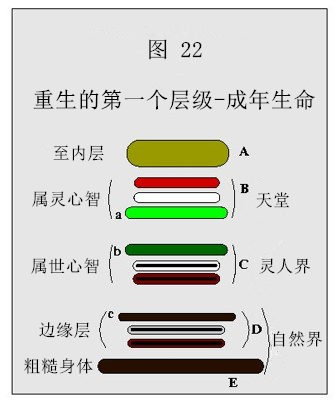 图 22
重生的第一个层级-成年生命
至内层 A
属灵心智 a B 天堂
属世心智 b C 灵人界
边缘层 c D 自然界
粗糙身体 E